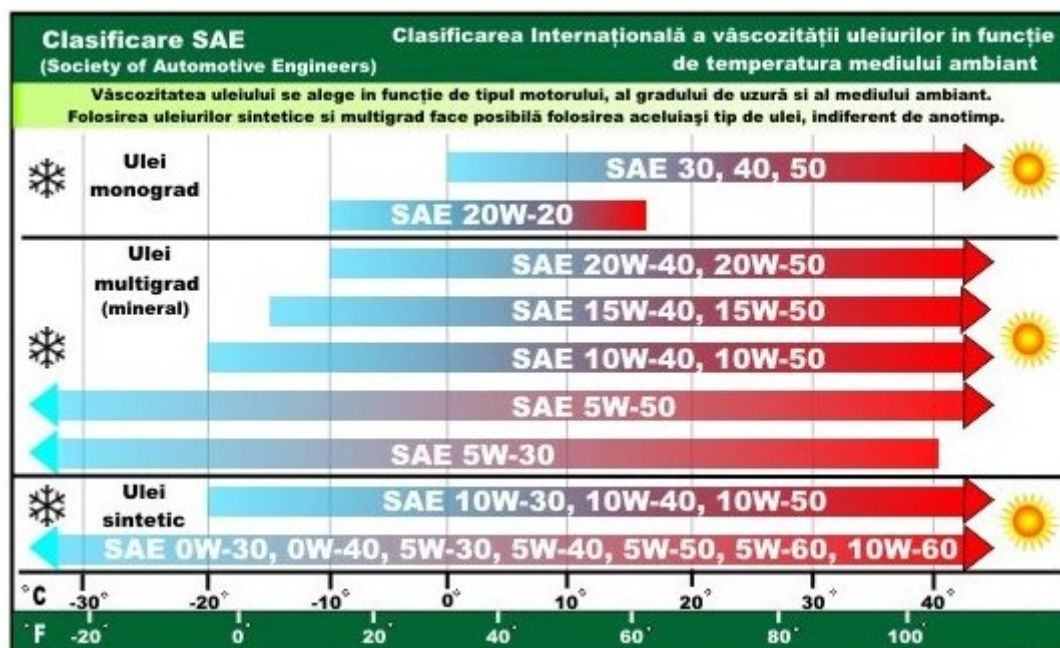 Clasificare SAE
(Society of Automotive Engineers)
Clasificarea Internațională a vâscozității uleiurilor in funcție
de temperatura mediului ambiant
Vâscozitatea uleiului se alege in funcție de tipul motorului, al gradului de uzură si al mediului ambiant.
Folosirea uleiurilor sintetice si multigrad face posibilă folosirea aceluiași tip de ulei, indiferent de anotimp.
Ulei
monograd
SAE 30, 40, 50
SAE 20W-20
Ulei
multigrad
(mineral)
SAE 20W-40, 20W-50
SAE 15W-40, 15W-50
SAE 10W-40, 10W-50
SAE 5W-50
SAE 5W-30
Ulei
sintetic
SAE 10W-30, 10W-40, 10W-50
SAE 0W-30, 0W-40, 5W-30, 5W-40, 5W-50, 5W-60, 10W-60
°C -30° -20° -10° 0° 10° 20° 30° 40°
°F -20° 0° 20° 40° 60° 80° 100°